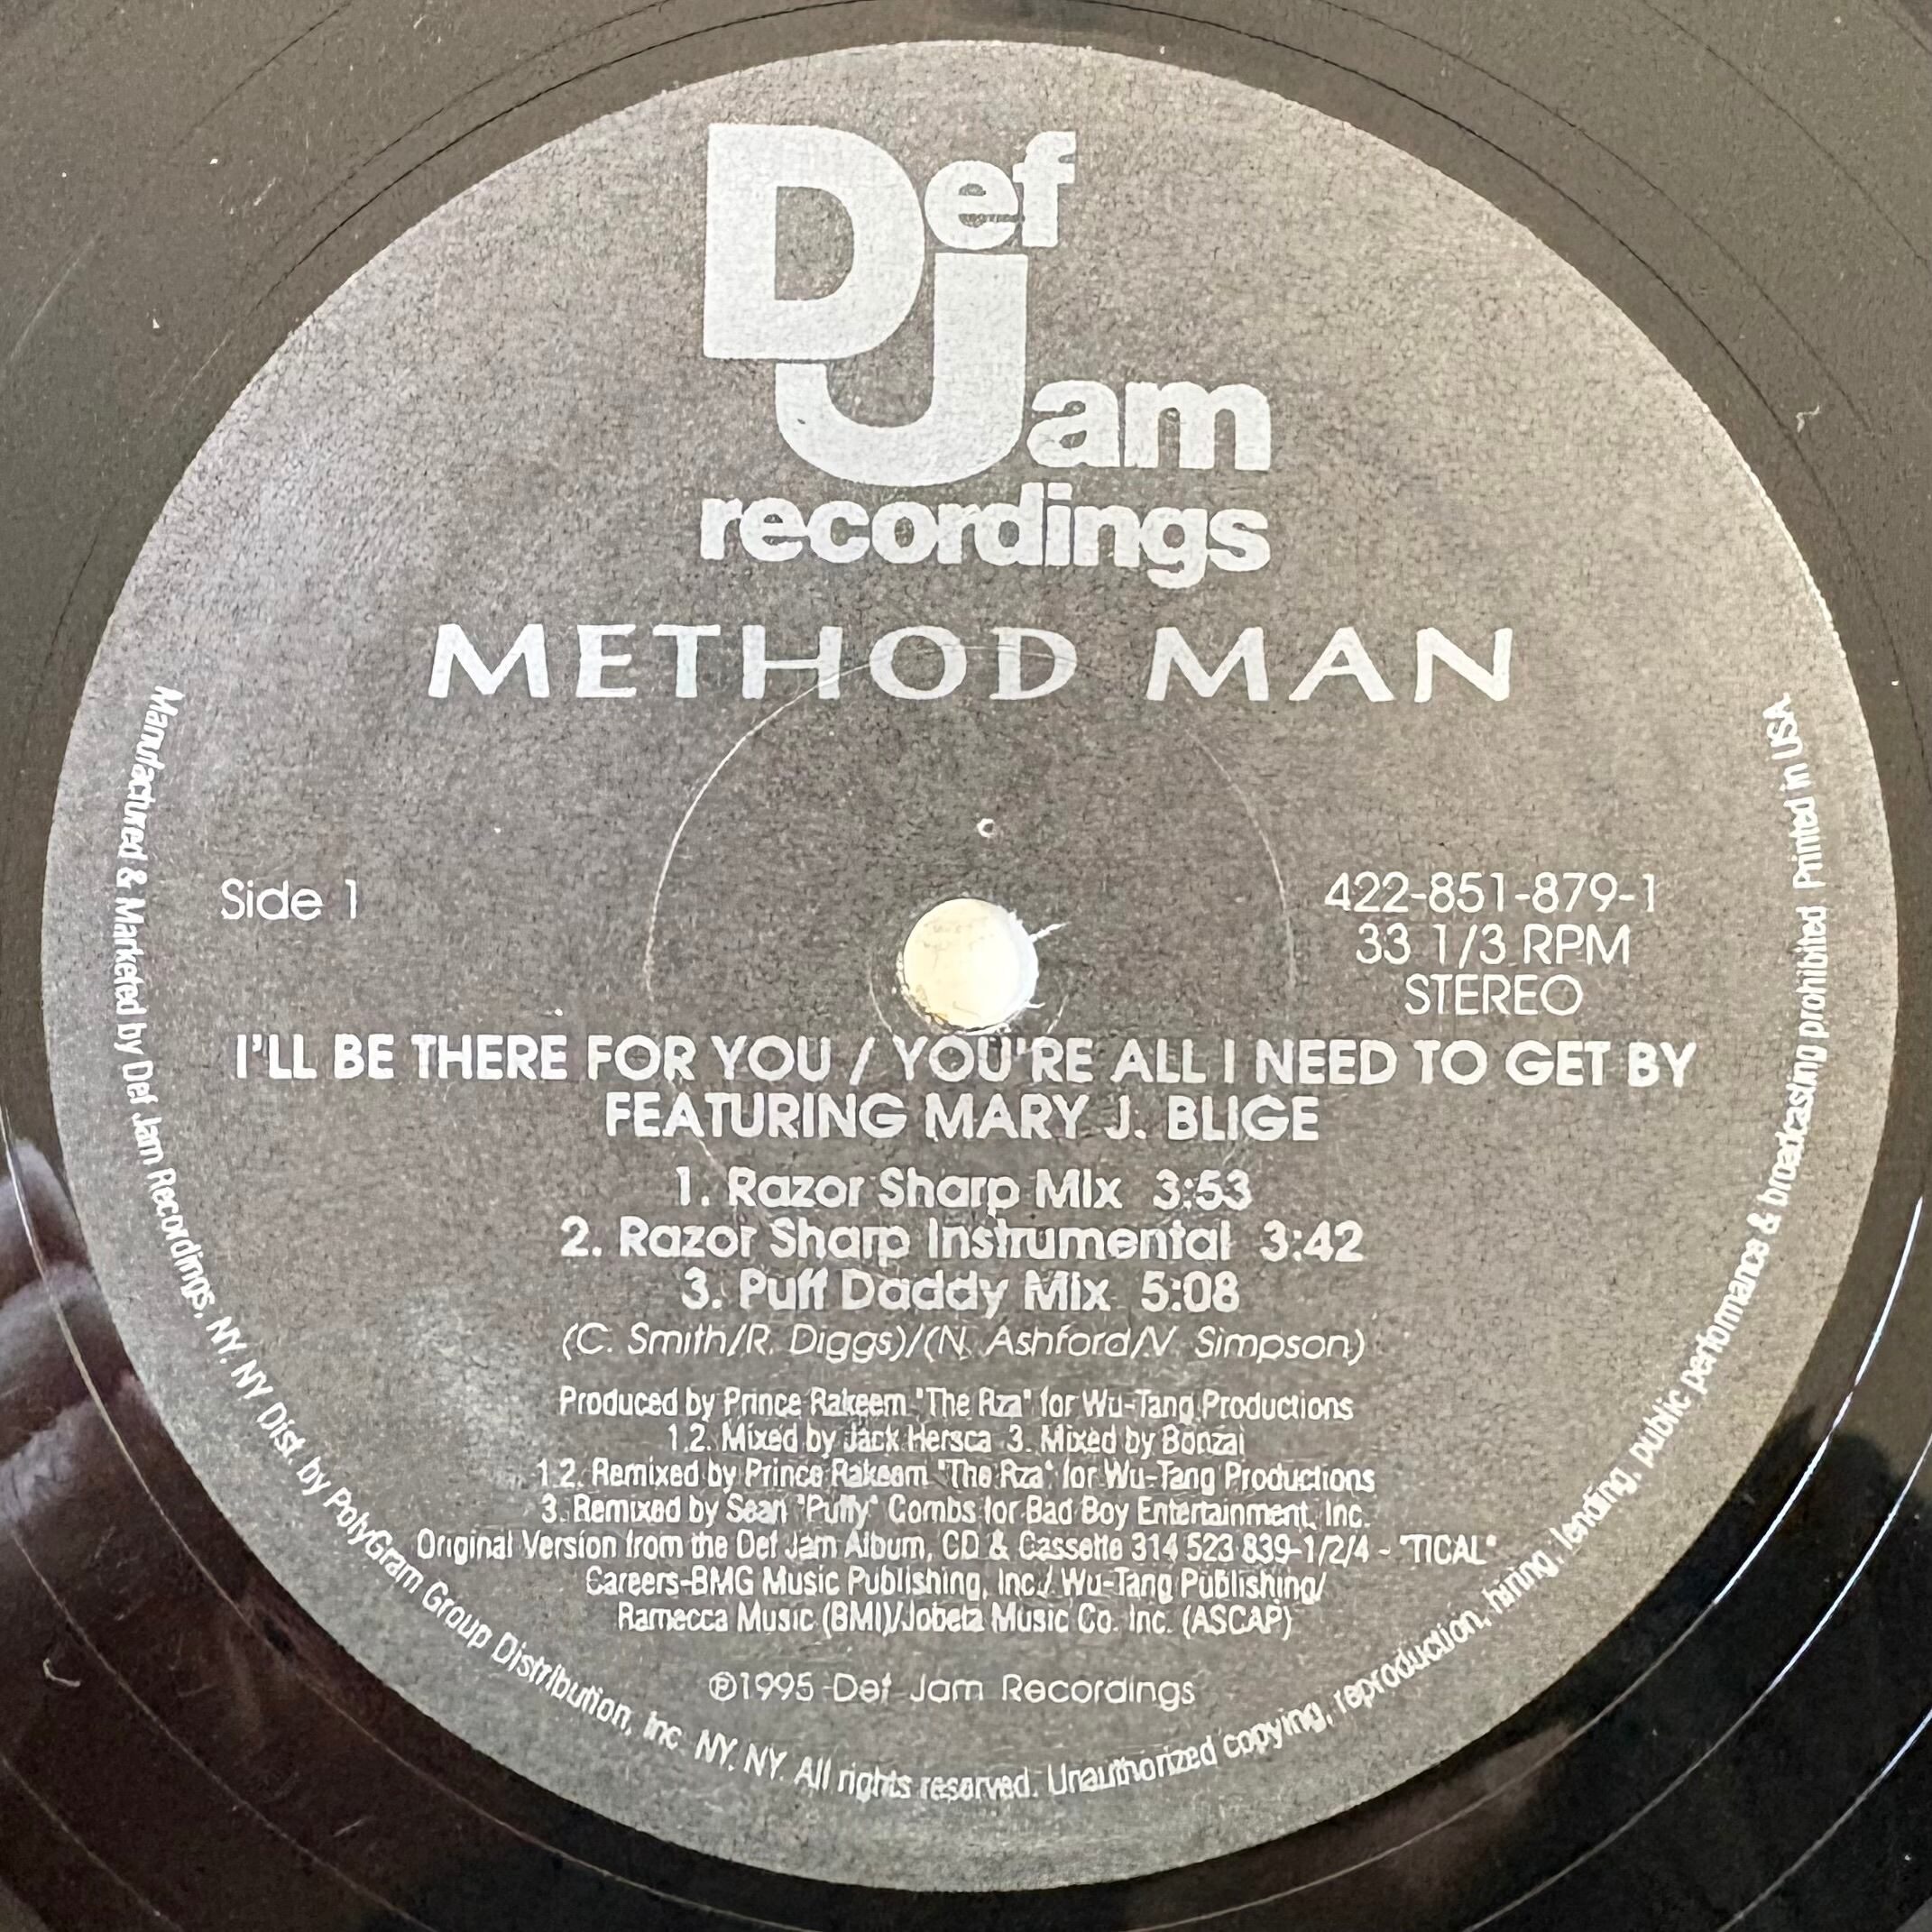 Def
Jam
recordings
METHOD MAN
Side 1
422-851-879-1
33 1/3 RPM
STEREO
I'LL BE THERE FOR YOU / YOU'RE ALL I NEED TO GET BY
FEATURING MARY J. BLIGE
1. Razor Sharp Mix 3:53
2. Razor Sharp Instrumental 3:42
3. Puff Daddy Mix 5:08
(C. Smith/R. Diggs)/(N. Ashford/V. Simpson)
Produced by Prince Rakeem "The Rza" for Wu-Tang Productions
1,2. Mixed by Jack Hersca 3. Mixed by Bonzai
1,2. Remixed by Prince Rakeem "The Rza" for Wu-Tang Productions
3. Remixed by Sean "Puffy" Combs for Bad Boy Entertainment, Inc.
Original Version from the Def Jam Album, CD & Cassette 314 523 839-1/2/4 - "TICAL"
Careers-BMG Music Publishing, Inc./ Wu-Tang Publishing/
Ramecca Music (BMI)/Jobeta Music Co. Inc. (ASCAP)
℗1995 Def Jam Recordings
Manufactured & Marketed by Def Jam Recordings, NY. NY Dist. by PolyGram Group Distribution, Inc. NY. NY. All rights reserved. Unauthorized copying, reproduction, hiring, lending, public performance & broadcasting prohibited Printed in USA